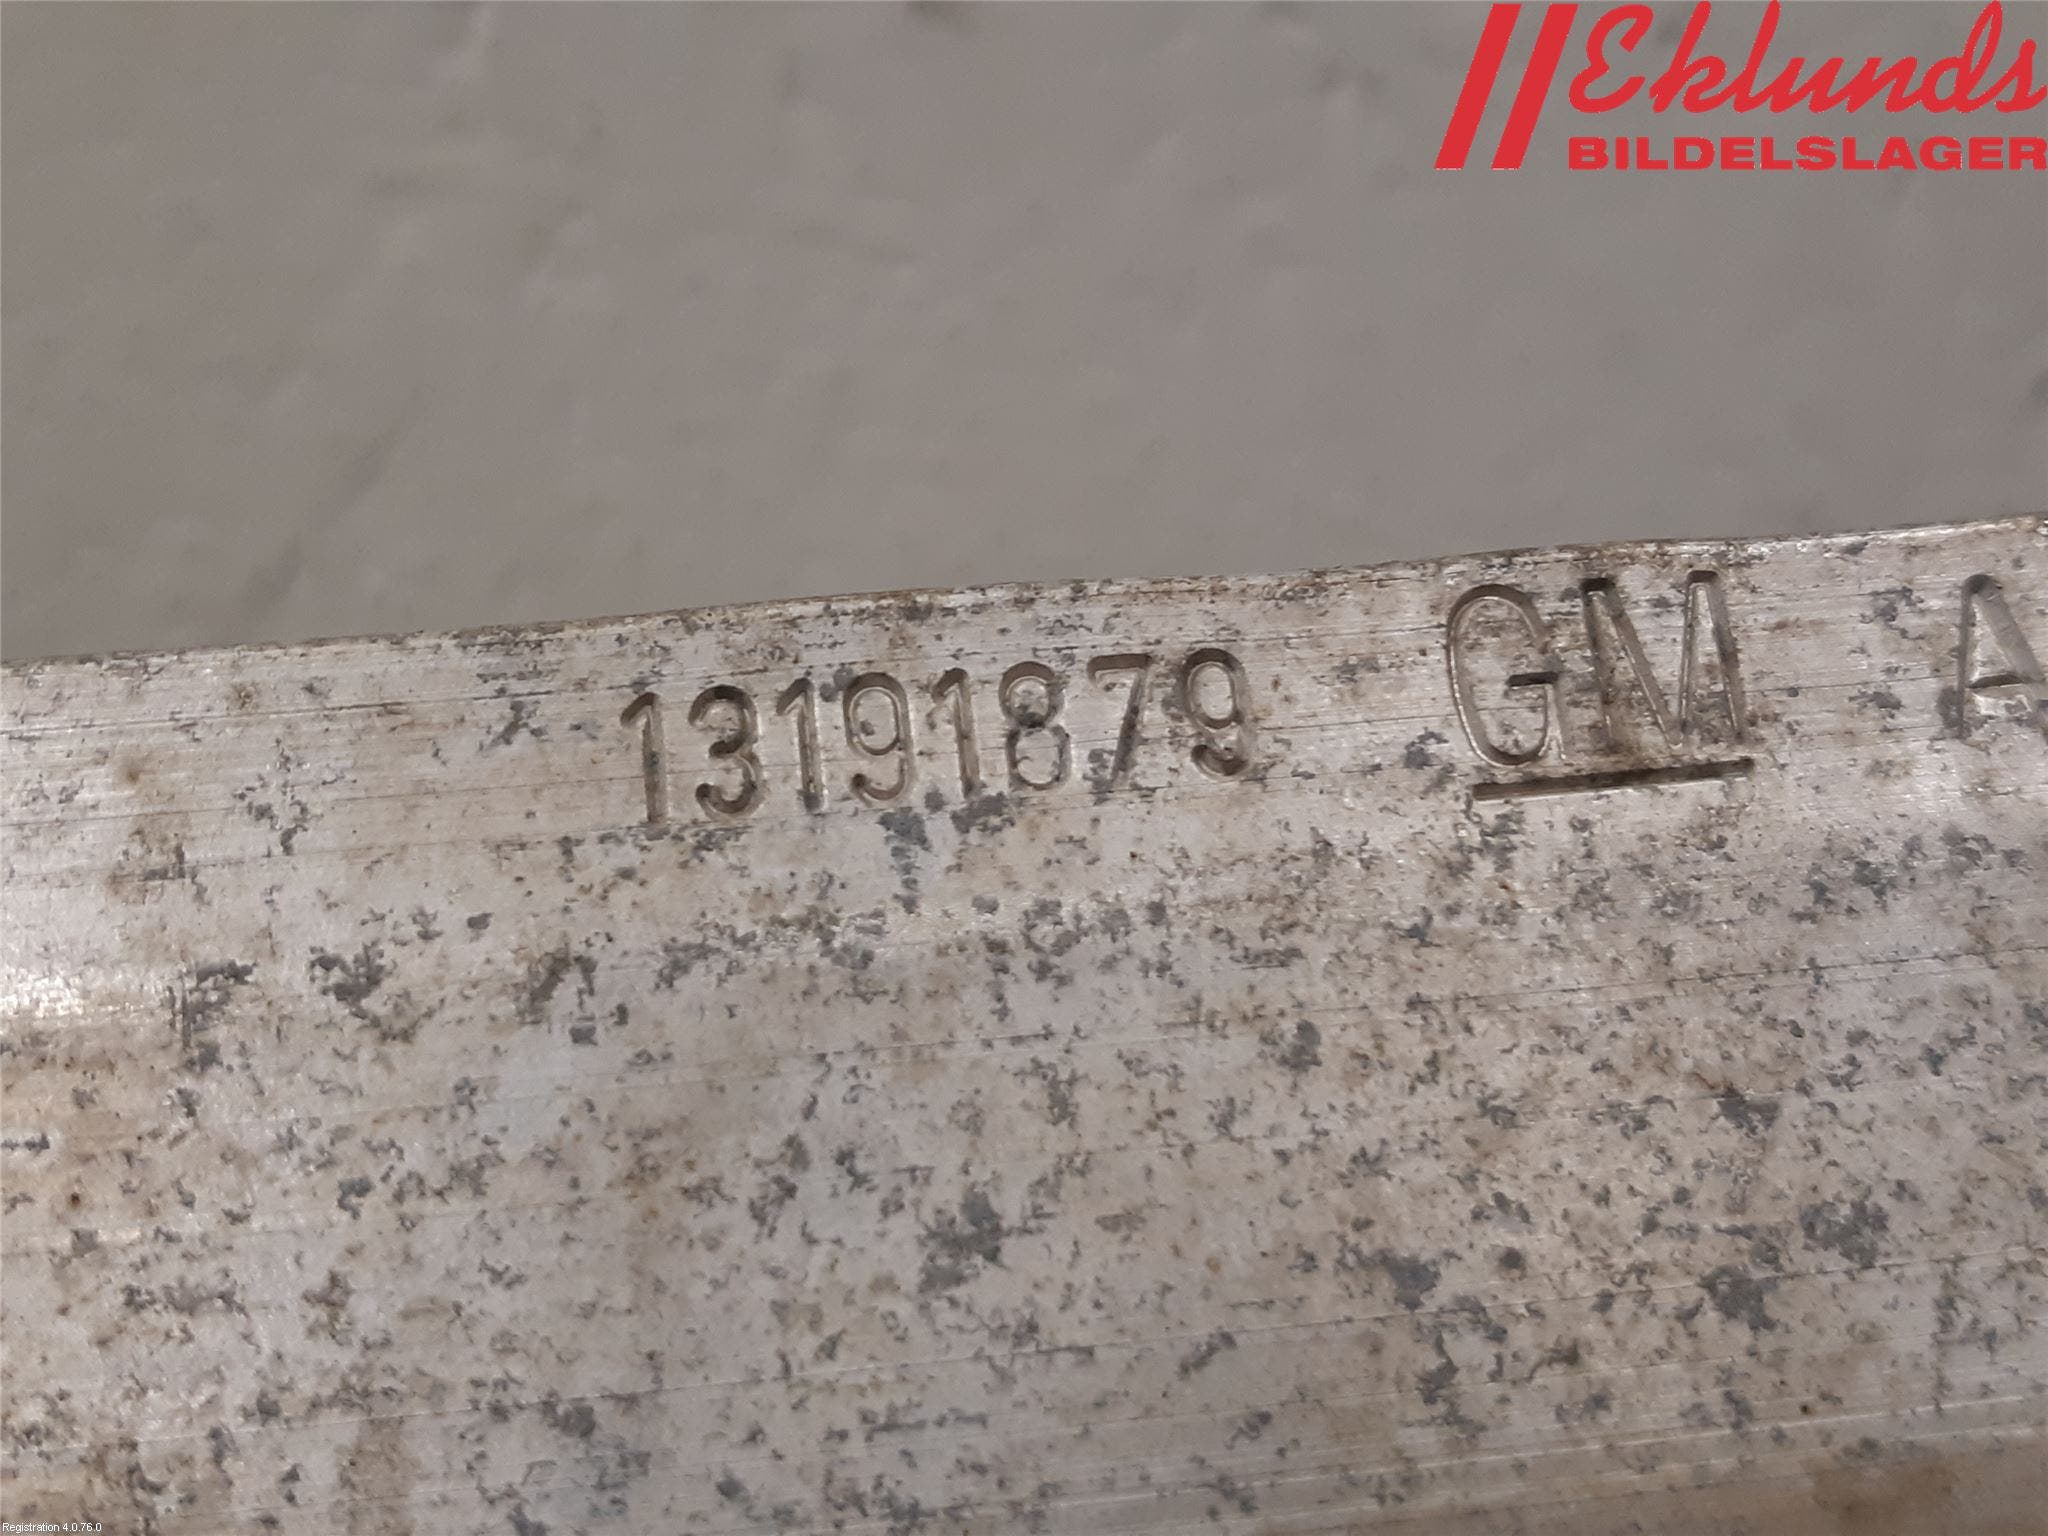 Eklunds
BILDELSLAGER
13191879 GM A
Registration 4.0.76.0